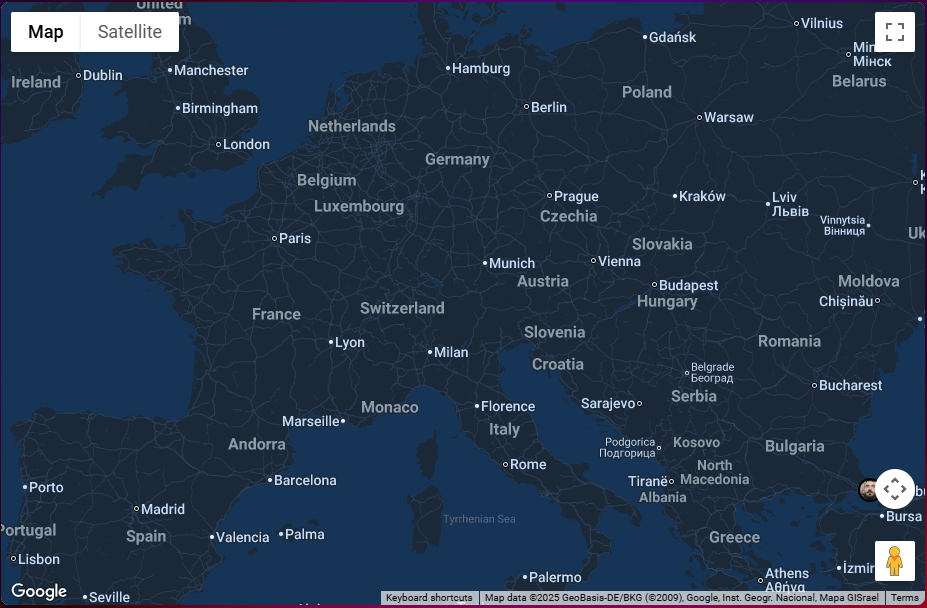 United
Map
Satellite
Vilnius
Gdańsk
Мінск
Dublin
Manchester
Hamburg
Ireland
Belarus
Poland
Birmingham
Berlin
Warsaw
Netherlands
London
Germany
Belgium
Prague
Kraków
Lviv
Львів
Luxembourg
Czechia
Vinnytsia
Вінниця
Paris
Slovakia
Munich
Vienna
Austria
Budapest
Moldova
Hungary
Chișinău
Switzerland
France
Slovenia
Romania
Lyon
Milan
Croatia
Belgrade
Београд
Bucharest
Serbia
Monaco
Florence
Sarajevo
Marseille
Italy
Andorra
Podgorica
Подгорица
Kosovo
Bulgaria
Rome
North
Macedonia
Barcelona
Tiranë
Albania
Porto
Madrid
Tyrrhenian Sea
Bursa
Portugal
Spain
Valencia
Palma
Greece
Lisbon
İzmir
Palermo
Athens
Αθήνα
Google
Seville
Keyboard shortcuts
Map data ©2025 GeoBasis-DE/BKG (©2009), Google, Inst. Geogr. Nacional, Mapa GISrael
Terms